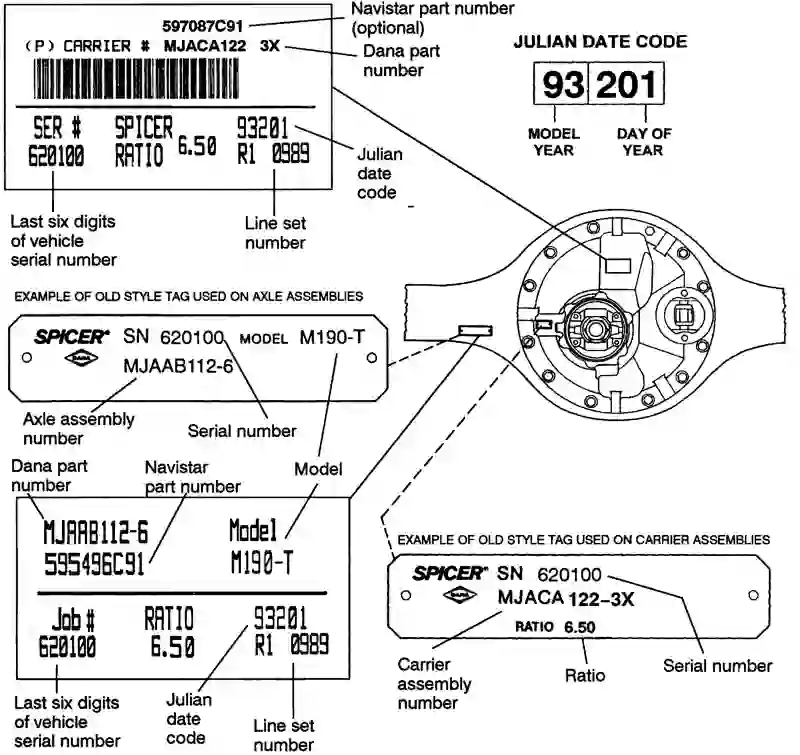 Navistar part number
(optional)
597087C91
(P) CARRIER # MJACA122 3X
Dana part
number
SER # SPICER 93201
620100 RATIO 6.50 R1 0989
Julian
date
code
Last six digits
of vehicle
serial number
Line set
number
JULIAN DATE CODE
93 201
MODEL
YEAR
DAY OF
YEAR
EXAMPLE OF OLD STYLE TAG USED ON AXLE ASSEMBLIES
SPICER® SN 620100 MODEL M190-T
DANA
MJAAB112-6
Axle assembly
number
Serial number
Model
Dana part
number
Navistar
part number
MJAAB112-6 Model
595496C91 M190-T
Job # RATIO 93201
620100 6.50 R1 0989
Last six digits
of vehicle
serial number
Julian
date
code
Line set
number
EXAMPLE OF OLD STYLE TAG USED ON CARRIER ASSEMBLIES
SPICER® SN 620100
DANA
MJACA 122-3X
RATIO 6.50
Carrier
assembly
number
Ratio
Serial number